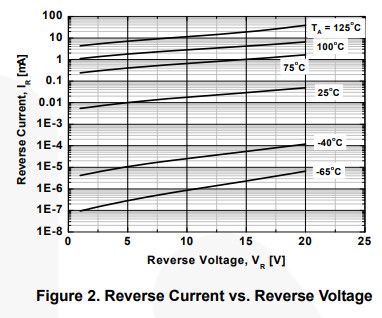 100
10
1
0.1
0.01
1E-3
1E-4
1E-5
1E-6
1E-7
1E-8
Reverse Current, I_R [mA]
T_A = 125°C
100°C
75°C
25°C
-40°C
-65°C
0 5 10 15 20 25
Reverse Voltage, V_R [V]
Figure 2. Reverse Current vs. Reverse Voltage